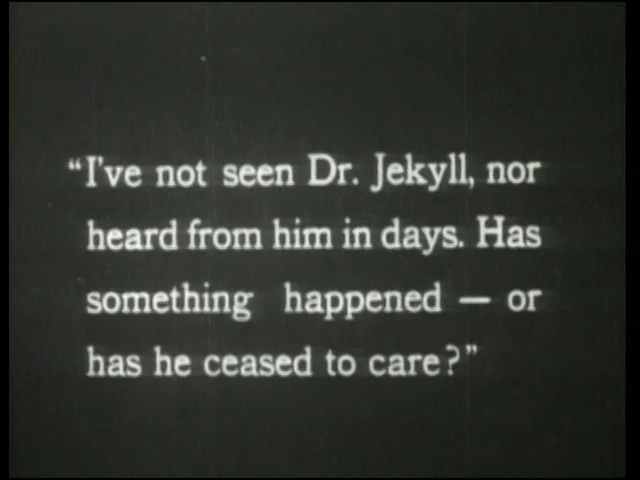 “I've not seen Dr. Jekyll, nor
heard from him in days. Has
something happened — or
has he ceased to care?”